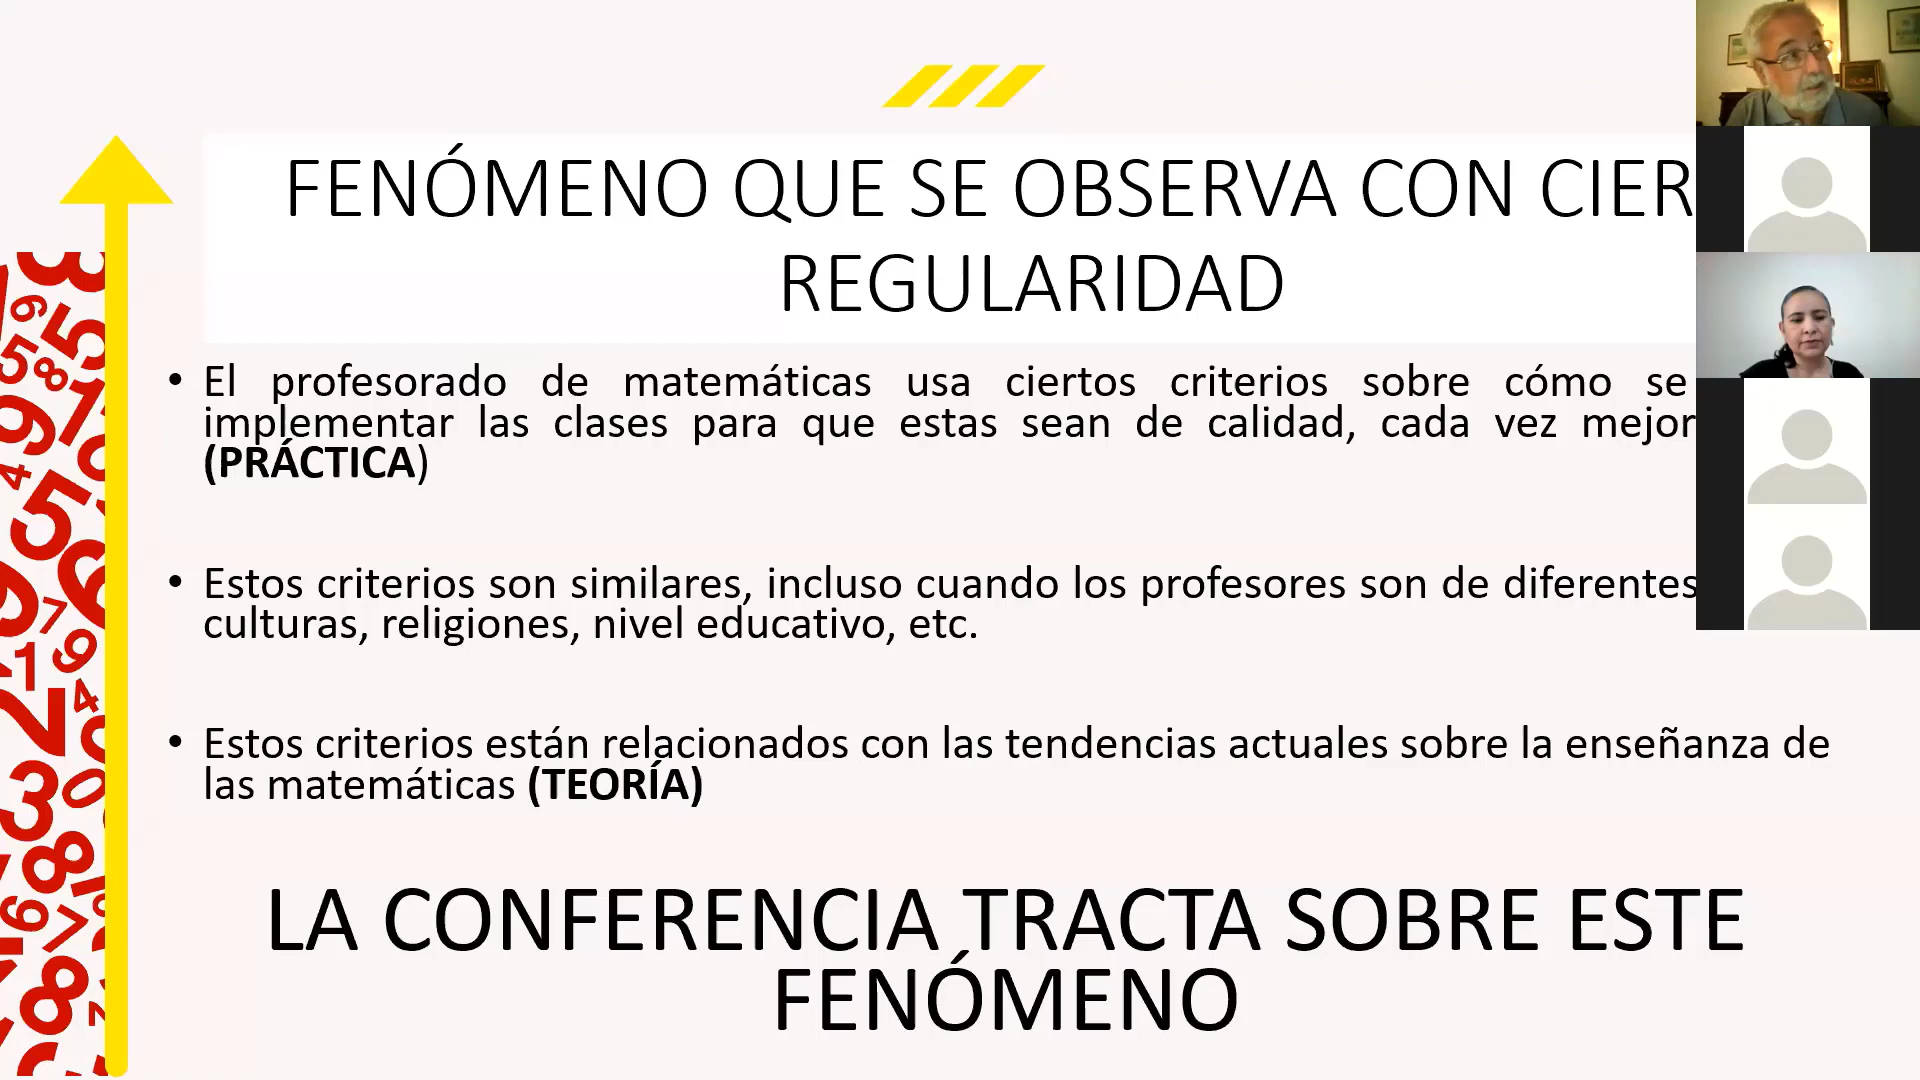 FENÓMENO QUE SE OBSERVA CON CIER
REGULARIDAD
• El profesorado de matemáticas usa ciertos criterios sobre cómo se
implementar las clases para que estas sean de calidad, cada vez mejor
(PRÁCTICA)
• Estos criterios son similares, incluso cuando los profesores son de diferentes
culturas, religiones, nivel educativo, etc.
• Estos criterios están relacionados con las tendencias actuales sobre la enseñanza de
las matemáticas (TEORÍA)
LA CONFERENCIA TRACTA SOBRE ESTE
FENÓMENO